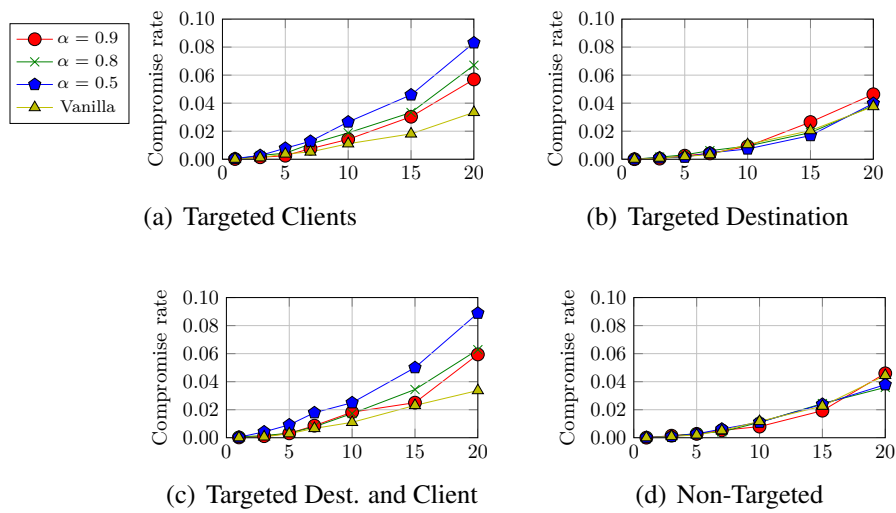 α = 0.9
α = 0.8
α = 0.5
Vanilla
Compromise rate
0.10
0.08
0.06
0.04
0.02
0.00
0 5 10 15 20
(a) Targeted Clients
Compromise rate
0.10
0.08
0.06
0.04
0.02
0.00
0 5 10 15 20
(b) Targeted Destination
Compromise rate
0.10
0.08
0.06
0.04
0.02
0.00
0 5 10 15 20
(c) Targeted Dest. and Client
Compromise rate
0.10
0.08
0.06
0.04
0.02
0.00
0 5 10 15 20
(d) Non-Targeted